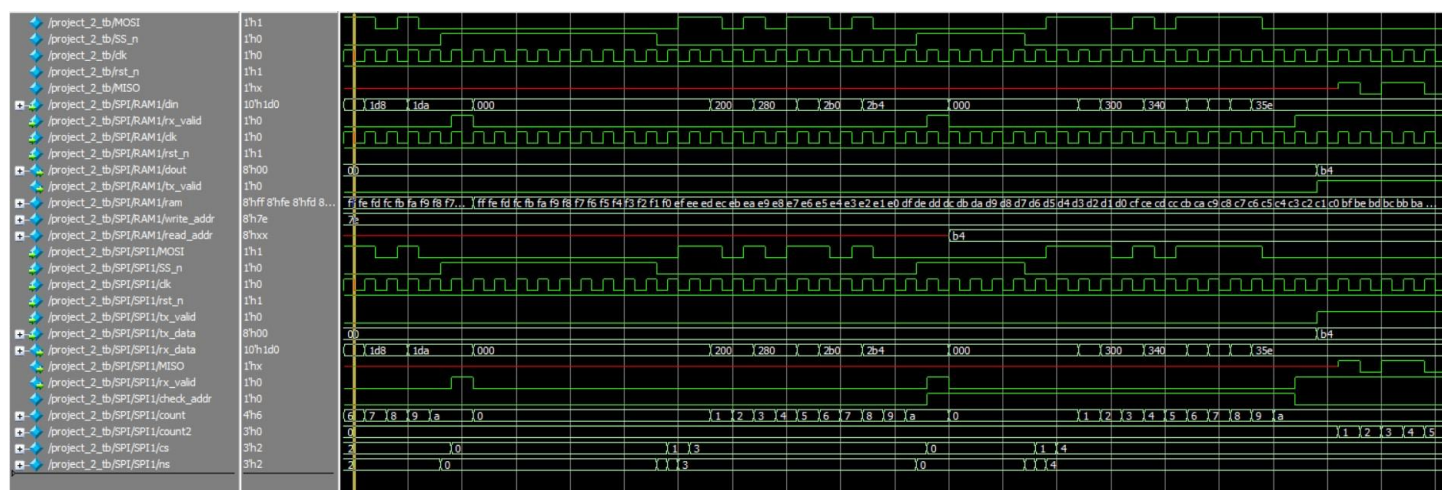 /project_2_tb/MOSI 1'h1
/project_2_tb/SS_n 1'h0
/project_2_tb/clk 1'h0
/project_2_tb/rst_n 1'h1
/project_2_tb/MISO 1'hx
/project_2_tb/SPI/RAM1/din 10'h1d0 1d8 1da 000 200 280 2b0 2b4 000 300 340 35e
/project_2_tb/SPI/RAM1/rx_valid 1'h0
/project_2_tb/SPI/RAM1/clk 1'h0
/project_2_tb/SPI/RAM1/rst_n 1'h1
/project_2_tb/SPI/RAM1/dout 8'h00 00 b4
/project_2_tb/SPI/RAM1/tx_valid 1'h0
/project_2_tb/SPI/RAM1/ram 8'hff 8'hfe 8'hfd 8... fe fd fc fb fa f9 f8 f7... ff fe fd fc fb fa f9 f8 f7 f6 f5 f4 f3 f2 f1 f0 ef ee ed ec eb ea e9 e8 e7 e6 e5 e4 e3 e2 e1 e0 df de dd dc db da d9 d8 d7 d6 d5 d4 d3 d2 d1 d0 cf ce cd cc cb ca c9 c8 c7 c6 c5 c4 c3 c2 c1 c0 bf be bd bc bb ba ...
/project_2_tb/SPI/RAM1/write_addr 8'h7e 7e
/project_2_tb/SPI/RAM1/read_addr 8'hxx b4
/project_2_tb/SPI/SPI1/MOSI 1'h1
/project_2_tb/SPI/SPI1/SS_n 1'h0
/project_2_tb/SPI/SPI1/clk 1'h0
/project_2_tb/SPI/SPI1/rst_n 1'h1
/project_2_tb/SPI/SPI1/tx_valid 1'h0
/project_2_tb/SPI/SPI1/tx_data 8'h00 00 b4
/project_2_tb/SPI/SPI1/rx_data 10'h1d0 1d8 1da 000 200 280 2b0 2b4 000 300 340 35e
/project_2_tb/SPI/SPI1/MISO 1'hx
/project_2_tb/SPI/SPI1/rx_valid 1'h0
/project_2_tb/SPI/SPI1/check_addr 1'h0
/project_2_tb/SPI/SPI1/count 4'h6 6 7 8 9 a 0 1 2 3 4 5 6 7 8 9 a 0 1 2 3 4 5 6 7 8 9 a
/project_2_tb/SPI/SPI1/count2 3'h0 0 1 2 3 4 5
/project_2_tb/SPI/SPI1/cs 3'h2 2 0 1 3 0 1 4
/project_2_tb/SPI/SPI1/ns 3'h2 2 0 3 0 4